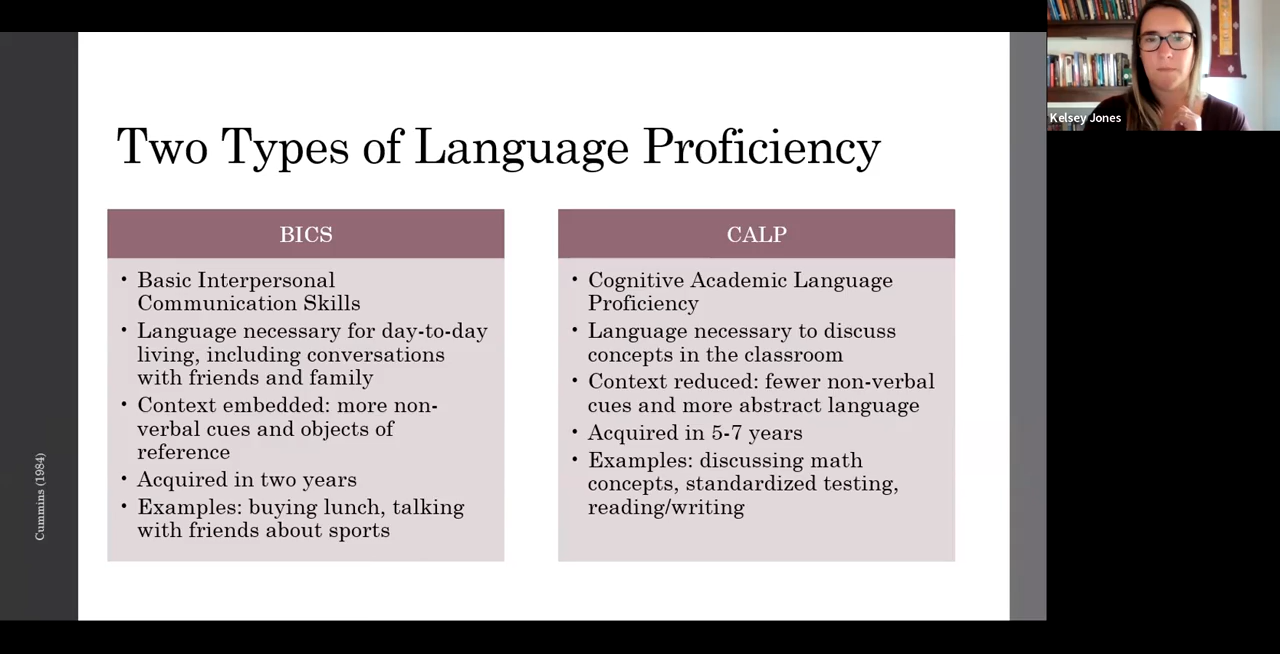 Two Types of Language Proficiency
BICS
• Basic Interpersonal
Communication Skills
• Language necessary for day-to-day
living, including conversations
with friends and family
• Context embedded: more non-
verbal cues and objects of
reference
• Acquired in two years
• Examples: buying lunch, talking
with friends about sports
CALP
• Cognitive Academic Language
Proficiency
• Language necessary to discuss
concepts in the classroom
• Context reduced: fewer non-verbal
cues and more abstract language
• Acquired in 5-7 years
• Examples: discussing math
concepts, standardized testing,
reading/writing
Cummins (1984)
Kelsey Jones